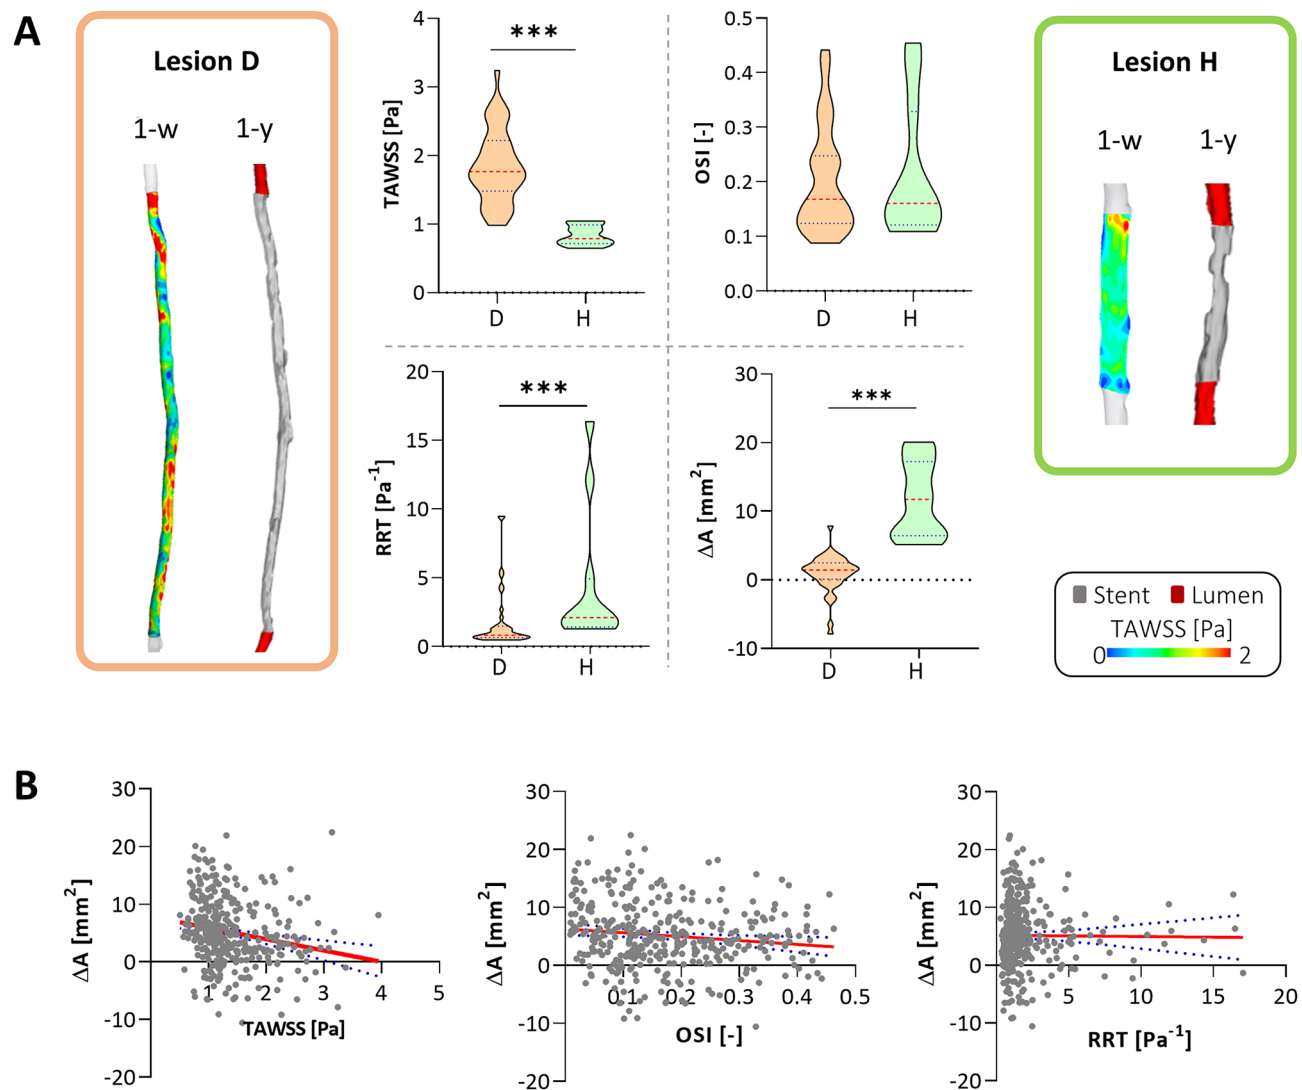 A
Lesion D
1-w 1-y
TAWSS [Pa]
4
3
2
1
0
***
D H
OSI [-]
0.5
0.4
0.3
0.2
0.1
0.0
D H
Lesion H
1-w 1-y
RRT [Pa-1]
20
15
10
5
0
***
D H
ΔA [mm2]
30
20
10
0
-10
***
D H
Stent Lumen
TAWSS [Pa]
0 2
B
ΔA [mm2]
30
20
10
0
-10
-20
1 2 3 4 5
TAWSS [Pa]
ΔA [mm2]
30
20
10
0
-10
-20
0.1 0.2 0.3 0.4 0.5
OSI [-]
ΔA [mm2]
30
20
10
0
-10
-20
5 10 15 20
RRT [Pa-1]